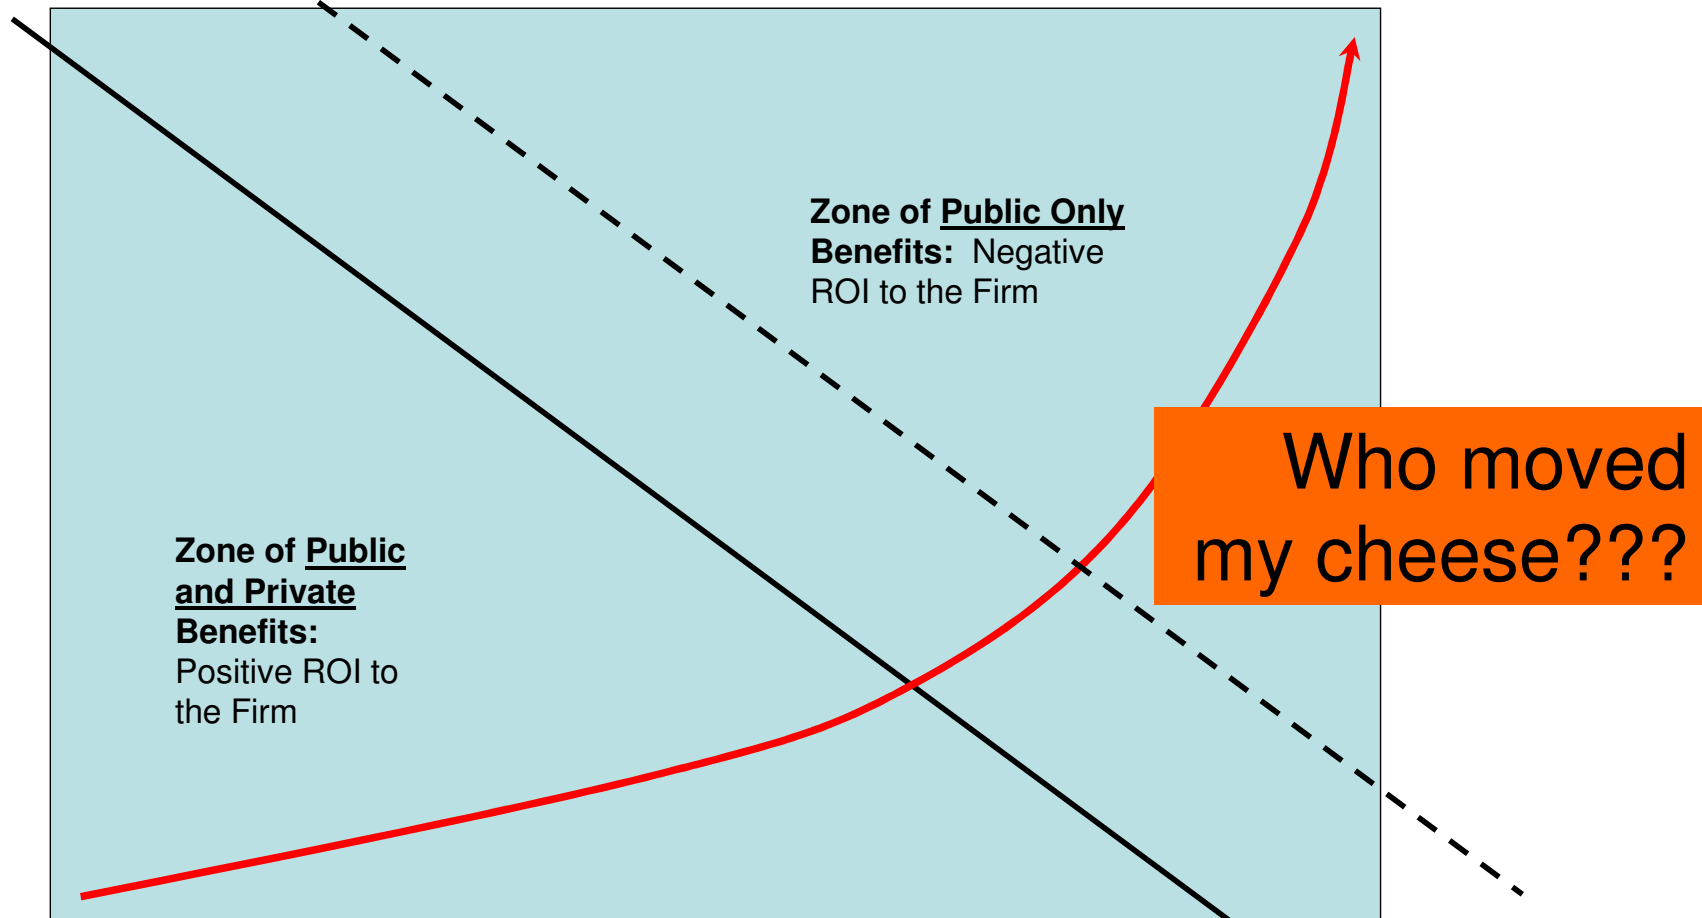 Zone of Public Only
Benefits: Negative
ROI to the Firm
Who moved
my cheese???
Zone of Public
and Private
Benefits:
Positive ROI to
the Firm